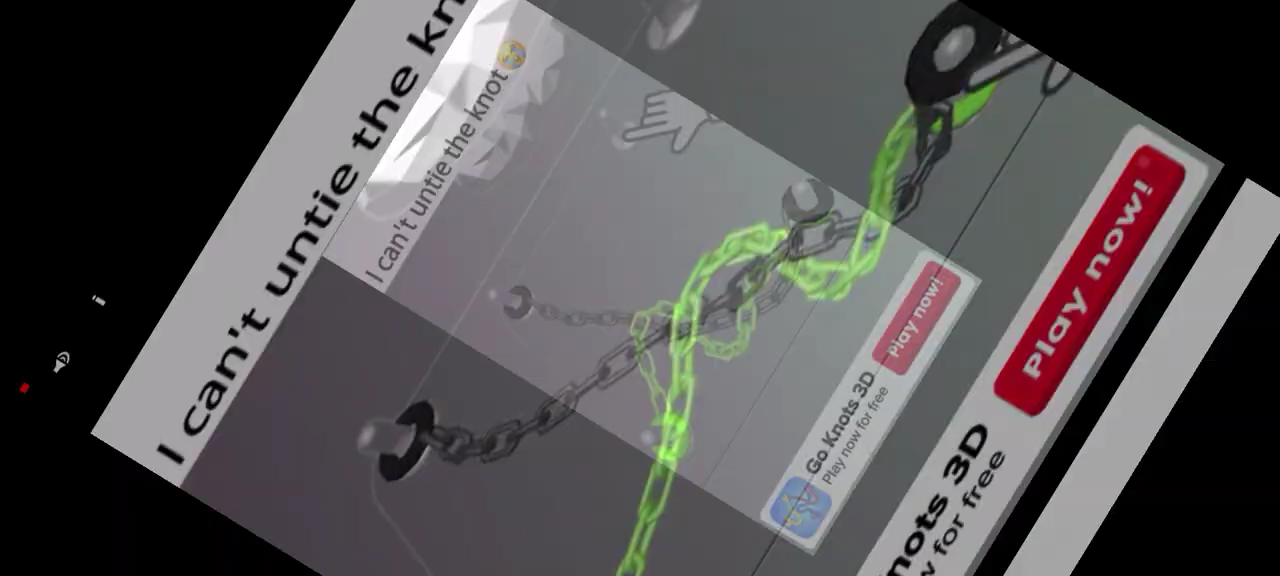 I can't untie the kn
I can't untie the knot😭
Play now!
Go Knots 3D
Play now for free
Play now!
nots 3D
w for free